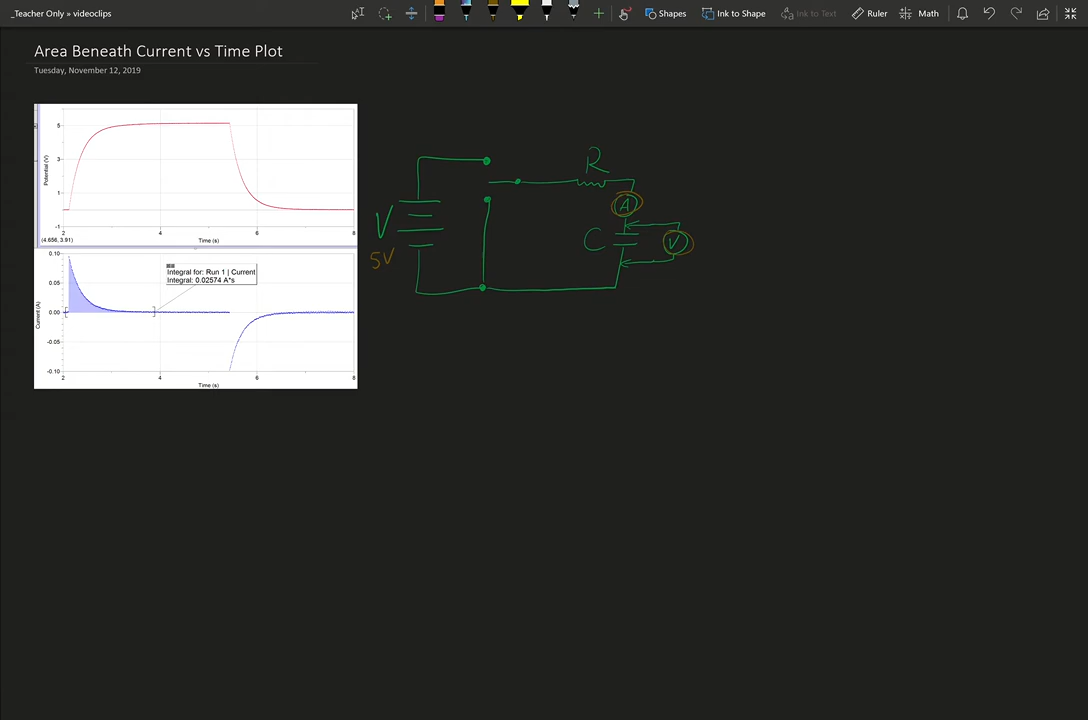 _Teacher Only » videoclips
Shapes
Ink to Shape
Ink to Text
Ruler
Math
Area Beneath Current vs Time Plot
Tuesday, November 12, 2019
5
3
1
-1
Potential (V)
(4.656, 3.91)
2
4
6
8
Time (s)
0.10
0.05
0.00
-0.05
-0.10
Current (A)
Integral for: Run 1 | Current
Integral: 0.02574 A*s
2
4
6
8
Time (s)
R
A
V
C
V
5V